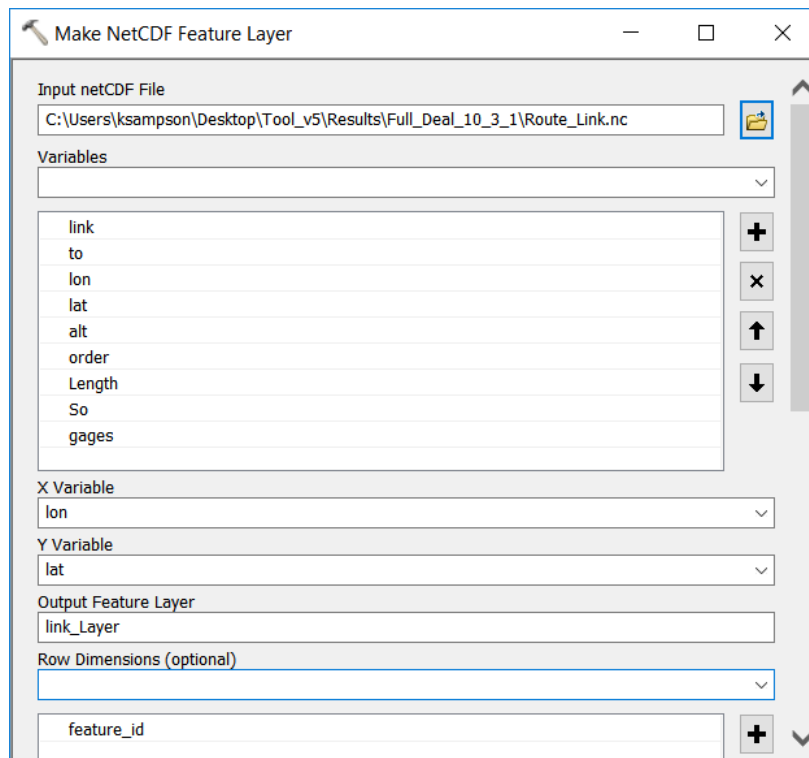 Make NetCDF Feature Layer
Input netCDF File
C:\Users\ksampson\Desktop\Tool_v5\Results\Full_Deal_10_3_1\Route_Link.nc
Variables
link
to
lon
lat
alt
order
Length
So
gages
X Variable
lon
Y Variable
lat
Output Feature Layer
link_Layer
Row Dimensions (optional)
feature_id